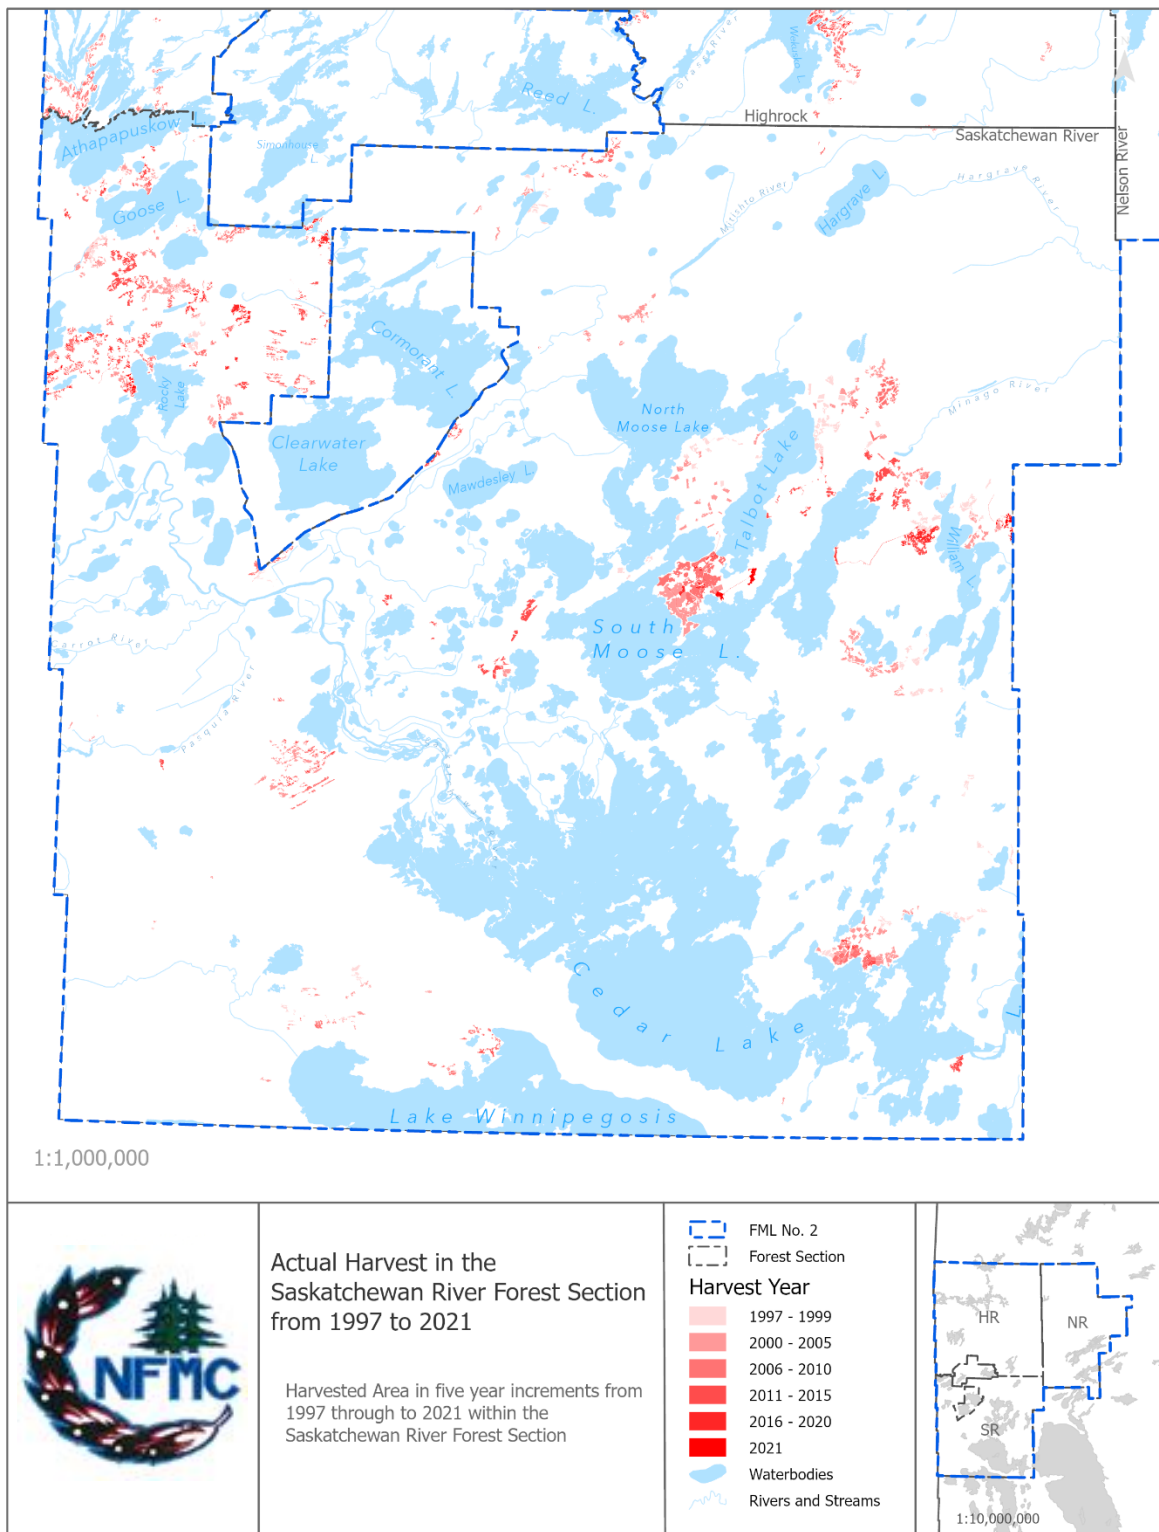 Grass River
Wekusko L.
Reed L.
Highrock
Saskatchewan River
Nelson River
Athapapuskow L.
Simonhouse
L.
Goose L.
Mitishto River
Hargrave L.
Hargrave River
Cormorant L.
Rocky
Lake
North
Moose Lake
Minago River
Clearwater
Lake
Mawdesley L.
Talbot Lake
William L.
South
Moose L.
Carrot River
Pasquia River
Cedar Lake
L.
Lake Winnipegosis
1:1,000,000
NFMC
Actual Harvest in the
Saskatchewan River Forest Section
from 1997 to 2021
Harvested Area in five year increments from
1997 through to 2021 within the
Saskatchewan River Forest Section
FML No. 2
Forest Section
Harvest Year
1997 - 1999
2000 - 2005
2006 - 2010
2011 - 2015
2016 - 2020
2021
Waterbodies
Rivers and Streams
HR
NR
SR
1:10,000,000